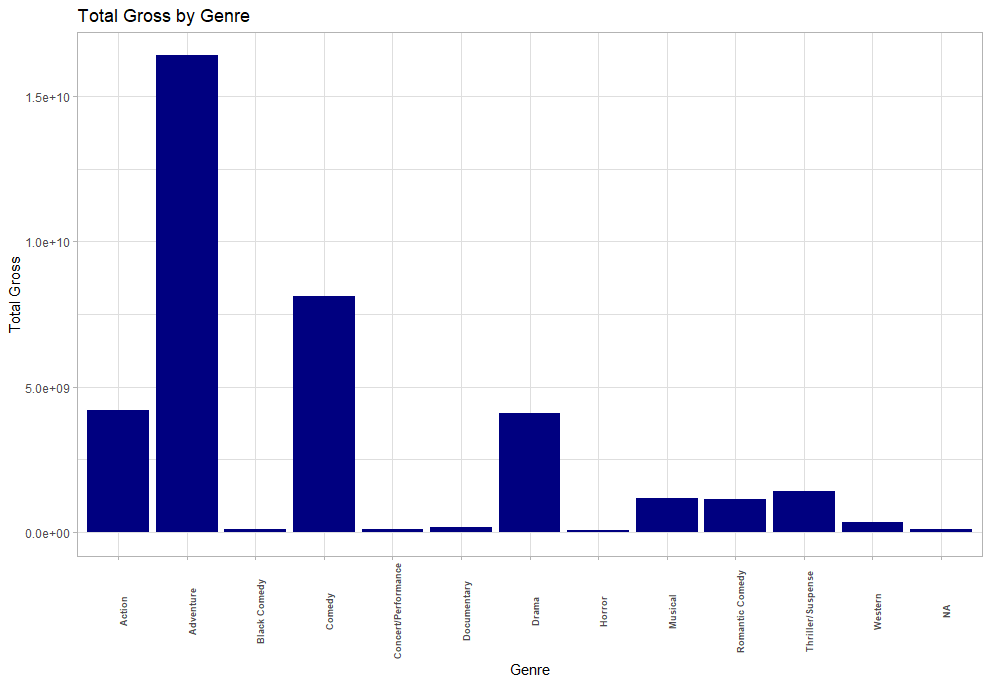 Total Gross by Genre
Total Gross
1.5e+10
1.0e+10
5.0e+09
0.0e+00
Action
Adventure
Black Comedy
Comedy
Concert/Performance
Documentary
Drama
Horror
Musical
Romantic Comedy
Thriller/Suspense
Western
NA
Genre